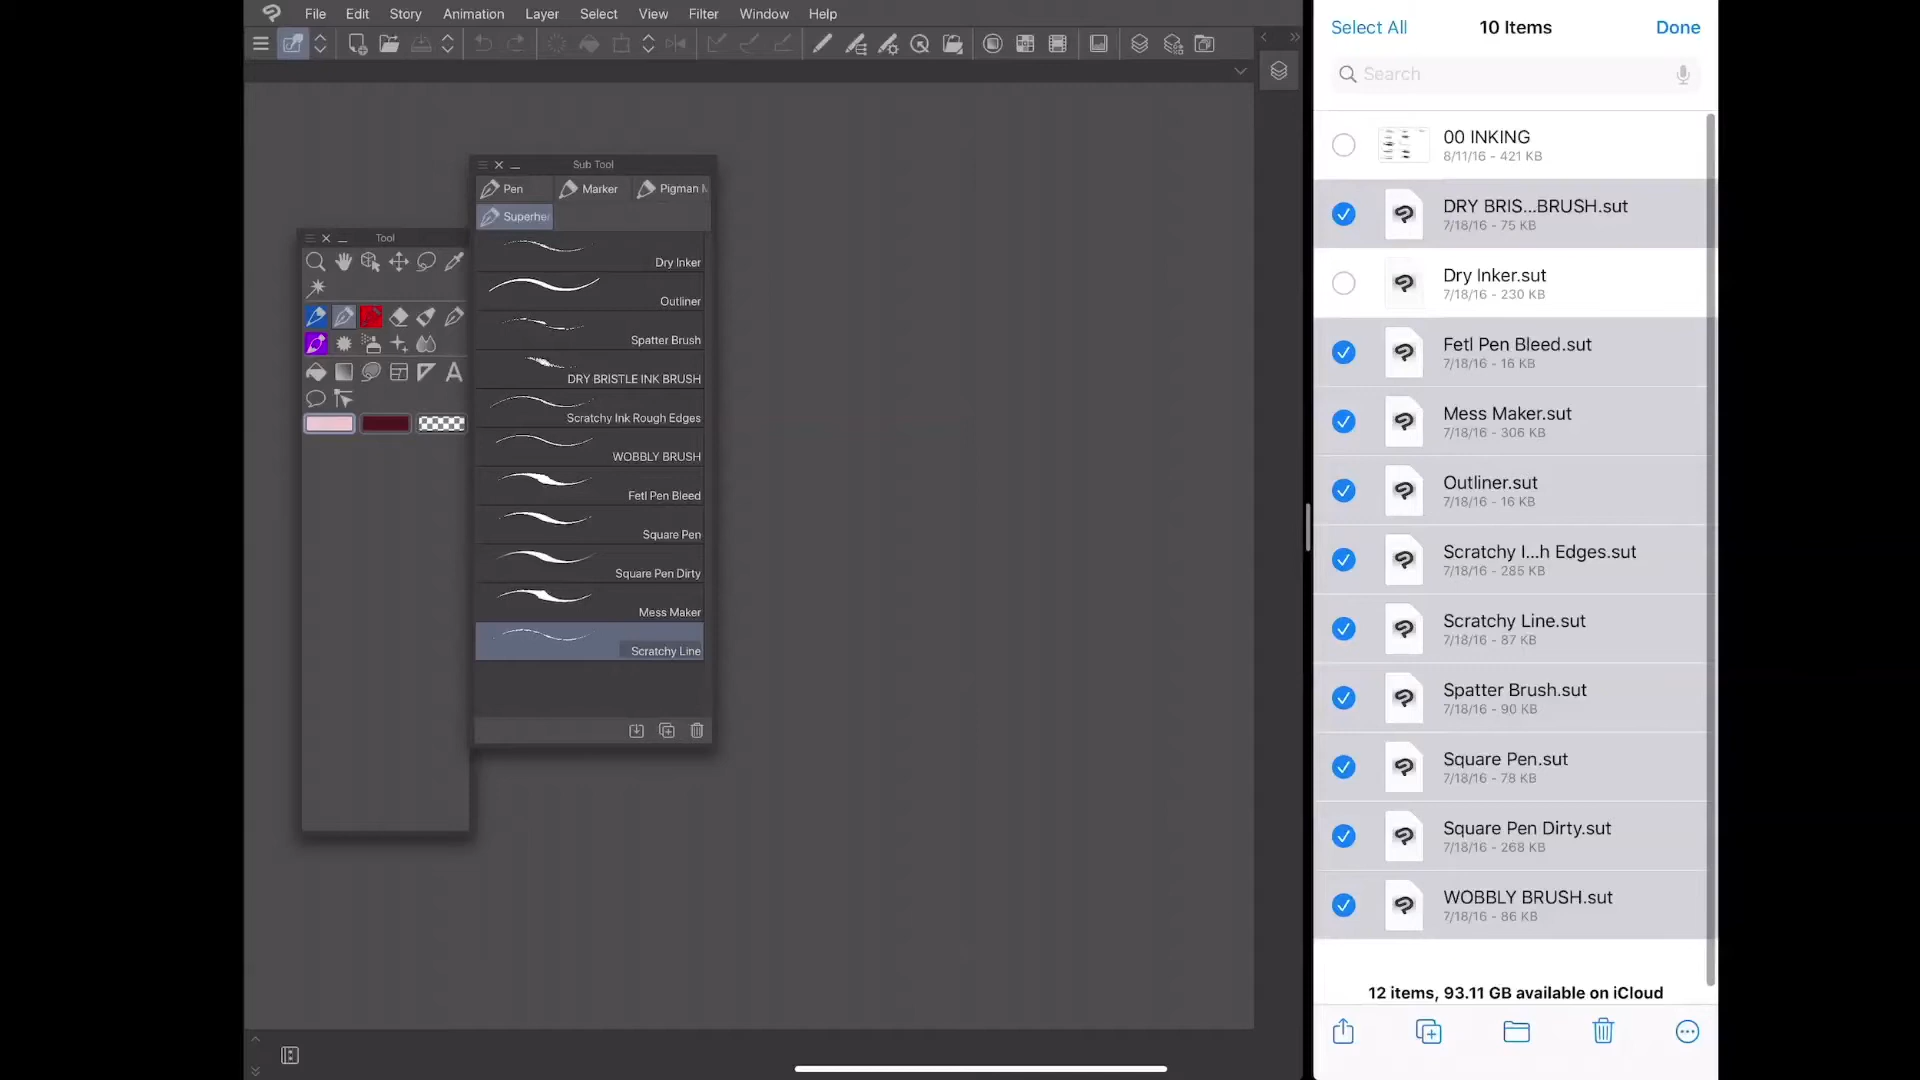 File Edit Story Animation Layer Select View Filter Window Help
Sub Tool
Pen Marker Pigman
Superhe
Dry Inker
Outliner
Spatter Brush
DRY BRISTLE INK BRUSH
Scratchy Ink Rough Edges
WOBBLY BRUSH
Fetl Pen Bleed
Square Pen
Square Pen Dirty
Mess Maker
Scratchy Line
Tool
A
Select All 10 Items Done
Search
00 INKING
8/11/16 - 421 KB
DRY BRIS...BRUSH.sut
7/18/16 - 75 KB
Dry Inker.sut
7/18/16 - 230 KB
Fetl Pen Bleed.sut
7/18/16 - 16 KB
Mess Maker.sut
7/18/16 - 306 KB
Outliner.sut
7/18/16 - 16 KB
Scratchy I...h Edges.sut
7/18/16 - 285 KB
Scratchy Line.sut
7/18/16 - 87 KB
Spatter Brush.sut
7/18/16 - 90 KB
Square Pen.sut
7/18/16 - 78 KB
Square Pen Dirty.sut
7/18/16 - 268 KB
WOBBLY BRUSH.sut
7/18/16 - 86 KB
12 items, 93.11 GB available on iCloud